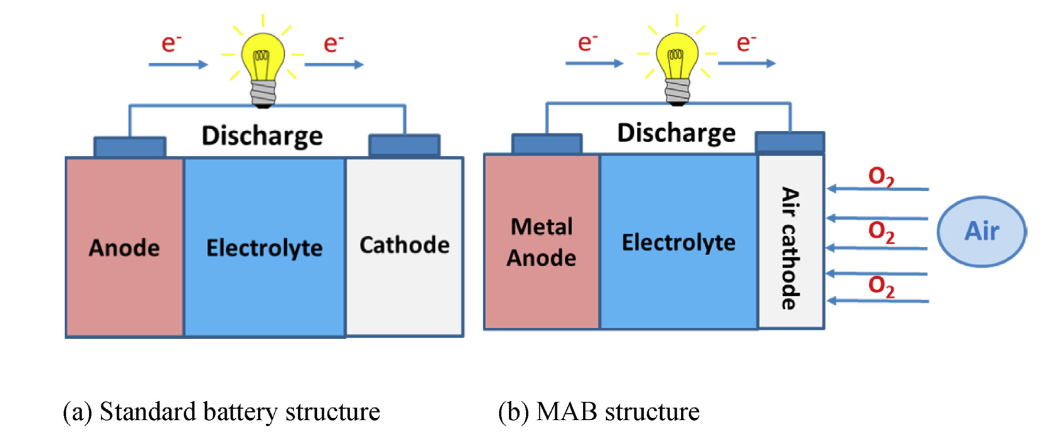 e-
e-
Discharge
Anode
Electrolyte
Cathode
(a) Standard battery structure
e-
e-
Discharge
Metal
Anode
Electrolyte
Air cathode
O2
O2
O2
Air
(b) MAB structure